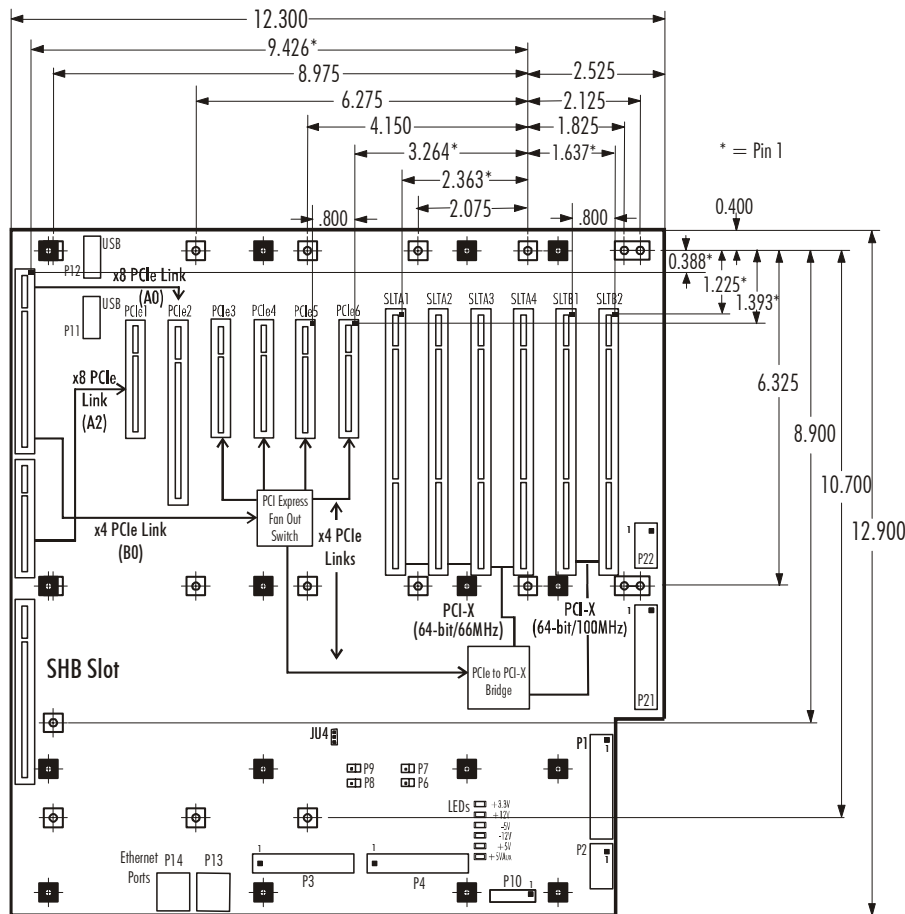 12.300
9.426*
8.975
2.525
6.275
2.125
4.150
1.825
3.264*
1.637*
* = Pin 1
2.363*
0.400
.800
2.075
.800
0.388*
1.225*
1.393*
USB
P12
x8 PCIe Link
(A0)
USB
P11
PCIe1
PCIe2
PCIe3
PCIe4
PCIe5
PCIe6
SLTA1
SLTA2
SLTA3
SLTA4
SLTB1
SLTB2
x8 PCIe
Link
(A2)
6.325
8.900
10.700
12.900
PCI Express
Fan Out
Switch
x4 PCIe Link
(B0)
x4 PCIe
Links
1
P22
PCI-X
(64-bit/66MHz)
PCI-X
(64-bit/100MHz)
1
P21
SHB Slot
PCIe to PCI-X
Bridge
JU4
P1
1
P9
P7
P8
P6
LEDs
+3.3V
+12V
-5V
-12V
+5V
+5VAux
P2
Ethernet
Ports
P14
P13
1
P3
1
P4
P10
1